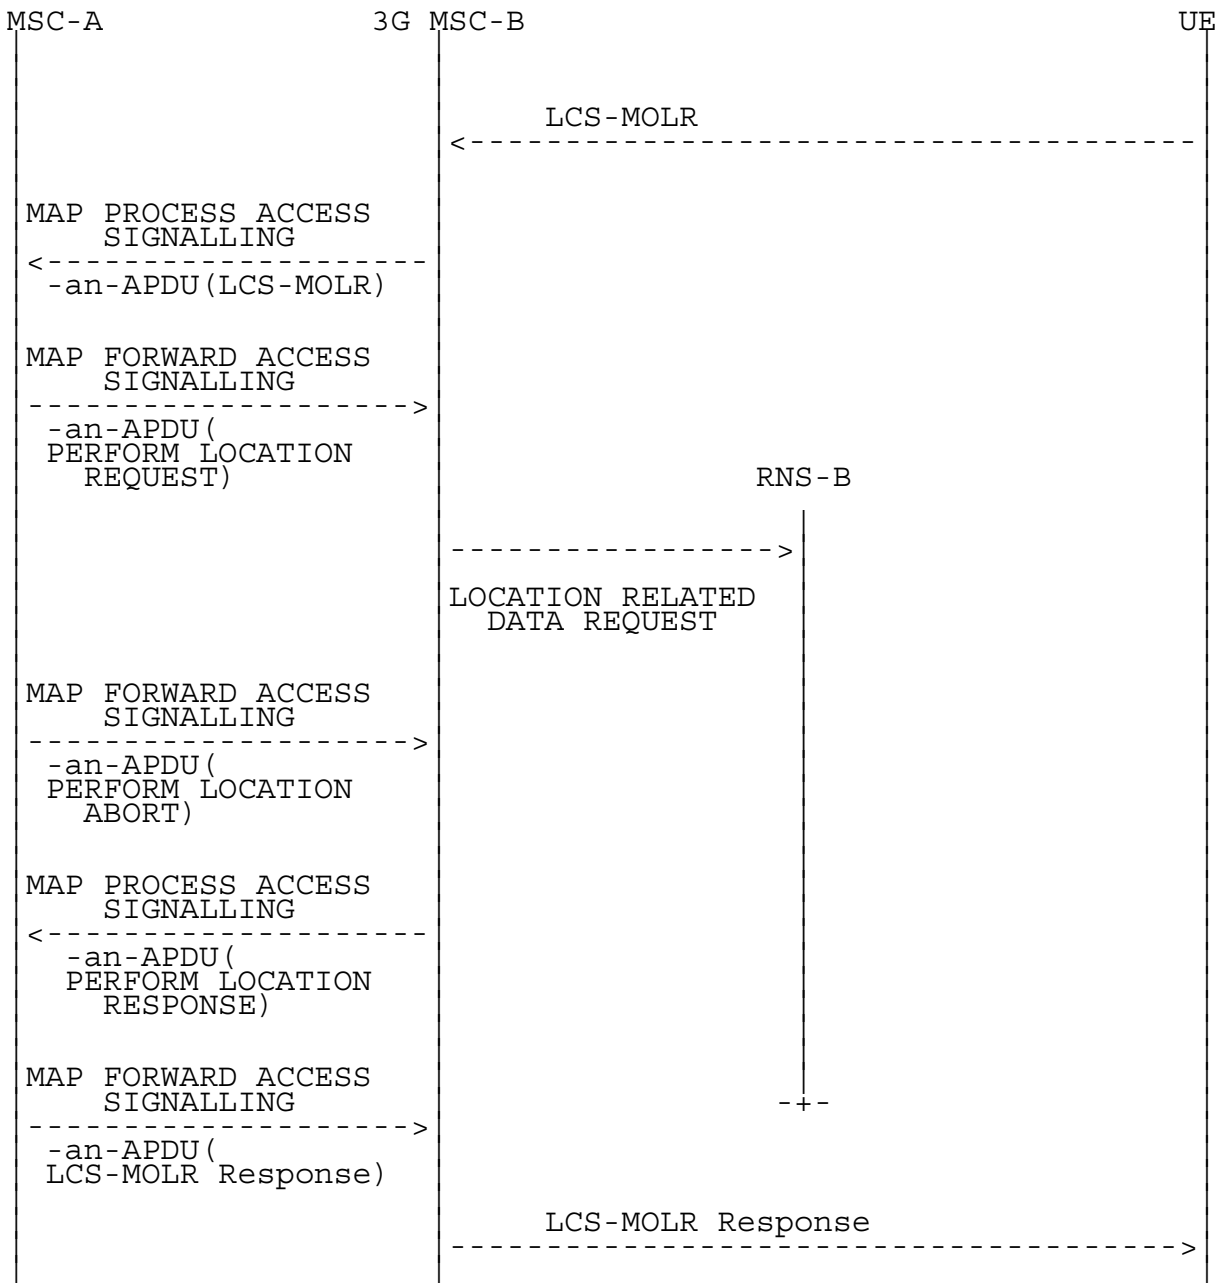 MSC-A 3G MSC-B UE
LCS-MOLR
<--------------------------------------
MAP PROCESS ACCESS
SIGNALLING
<--------------------
-an-APDU(LCS-MOLR)
MAP FORWARD ACCESS
SIGNALLING
-------------------->
-an-APDU(
PERFORM LOCATION
REQUEST)
RNS-B
----------------->
LOCATION RELATED
DATA REQUEST
MAP FORWARD ACCESS
SIGNALLING
-------------------->
-an-APDU(
PERFORM LOCATION
ABORT)
MAP PROCESS ACCESS
SIGNALLING
<--------------------
-an-APDU(
PERFORM LOCATION
RESPONSE)
MAP FORWARD ACCESS
SIGNALLING
-+-
-------------------->
-an-APDU(
LCS-MOLR Response)
LCS-MOLR Response
-------------------------------------->